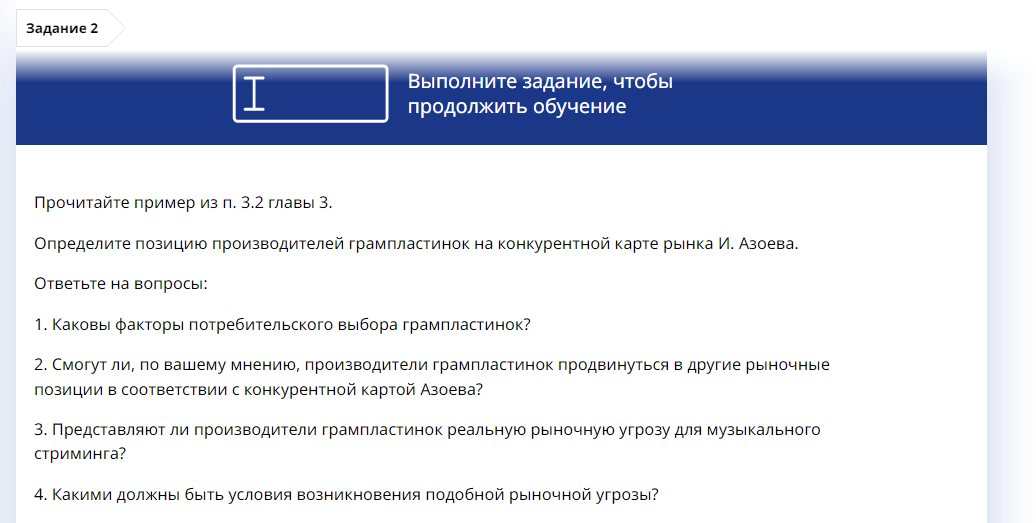 Задание 2
Выполните задание, чтобы
продолжить обучение
Прочитайте пример из п. 3.2 главы 3.
Определите позицию производителей грампластинок на конкурентной карте рынка И. Азоева.
Ответьте на вопросы:
1. Каковы факторы потребительского выбора грампластинок?
2. Смогут ли, по вашему мнению, производители грампластинок продвинуться в другие рыночные
позиции в соответствии с конкурентной картой Азоева?
3. Представляют ли производители грампластинок реальную рыночную угрозу для музыкального
стриминга?
4. Какими должны быть условия возникновения подобной рыночной угрозы?